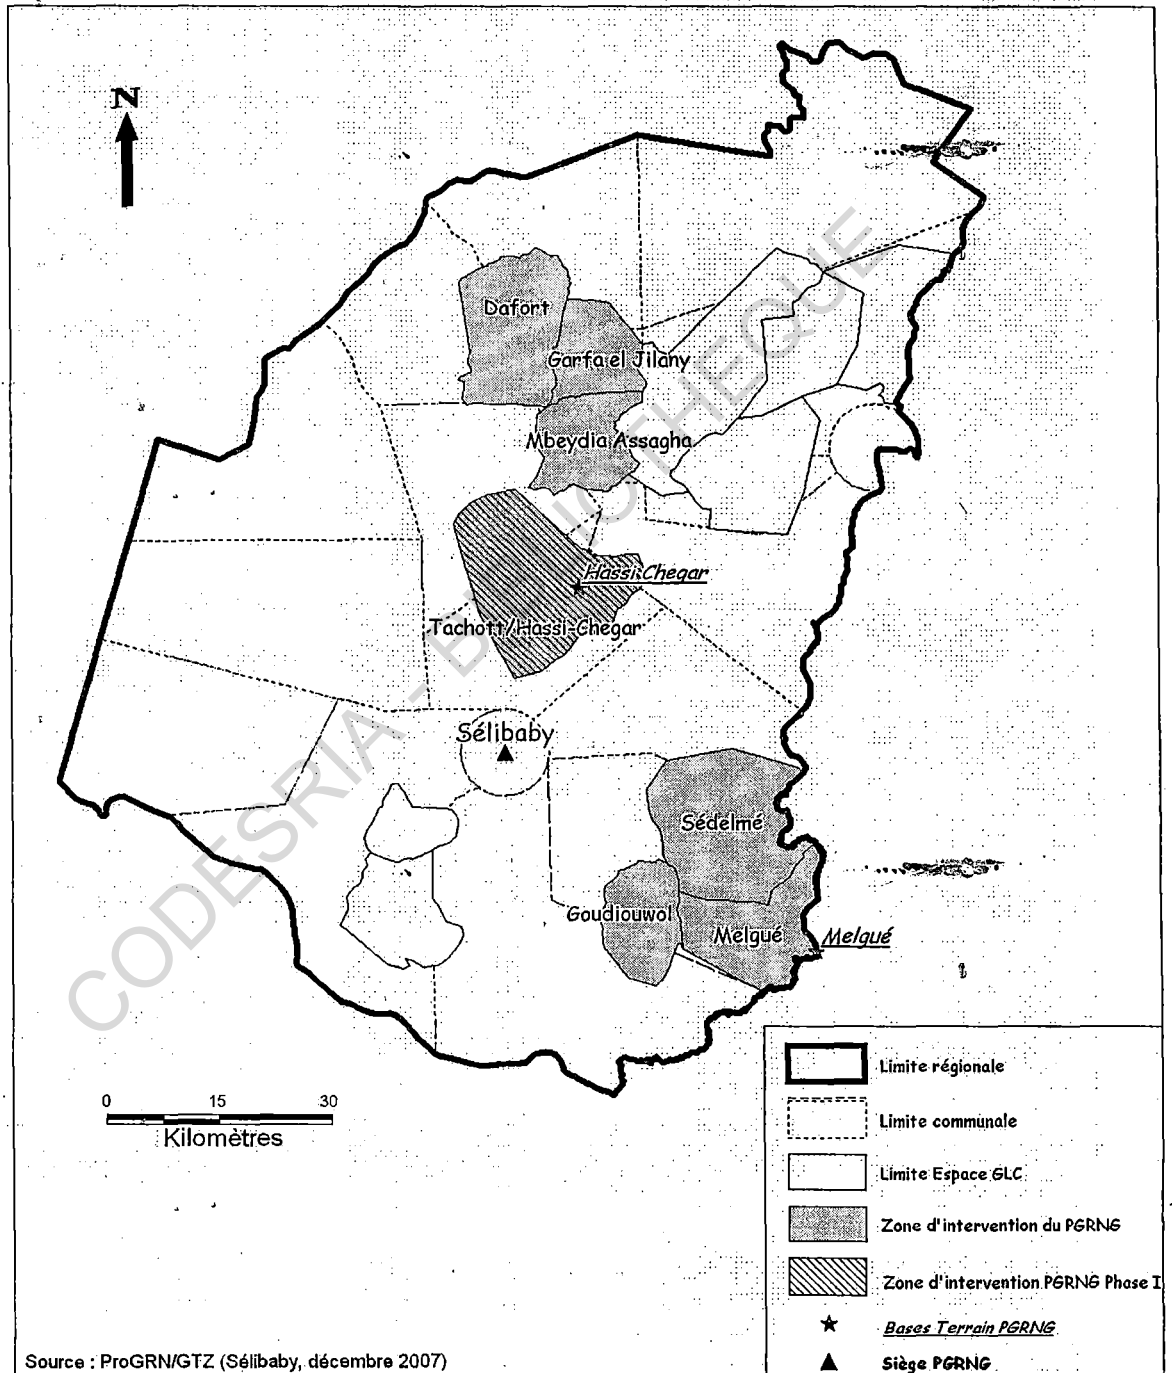 N
Dafort
Garfa el Jilany
Mbeydia Assagha
Hassi Chegar
Tachott/Hassi-Chegar
Sélibaby
Sédelmé
Goudiouwol
Melgué
Melgué
CODESRIA - BIBLIOTHEQUE
0 15 30
Kilomètres
Limite régionale
Limite communale
Limite Espace GLC
Zone d'intervention du PGRNG
Zone d'intervention PGRNG Phase I
Bases Terrain PGRNG
Siège PGRNG
Source : ProGRN/GTZ (Sélibaby, décembre 2007)